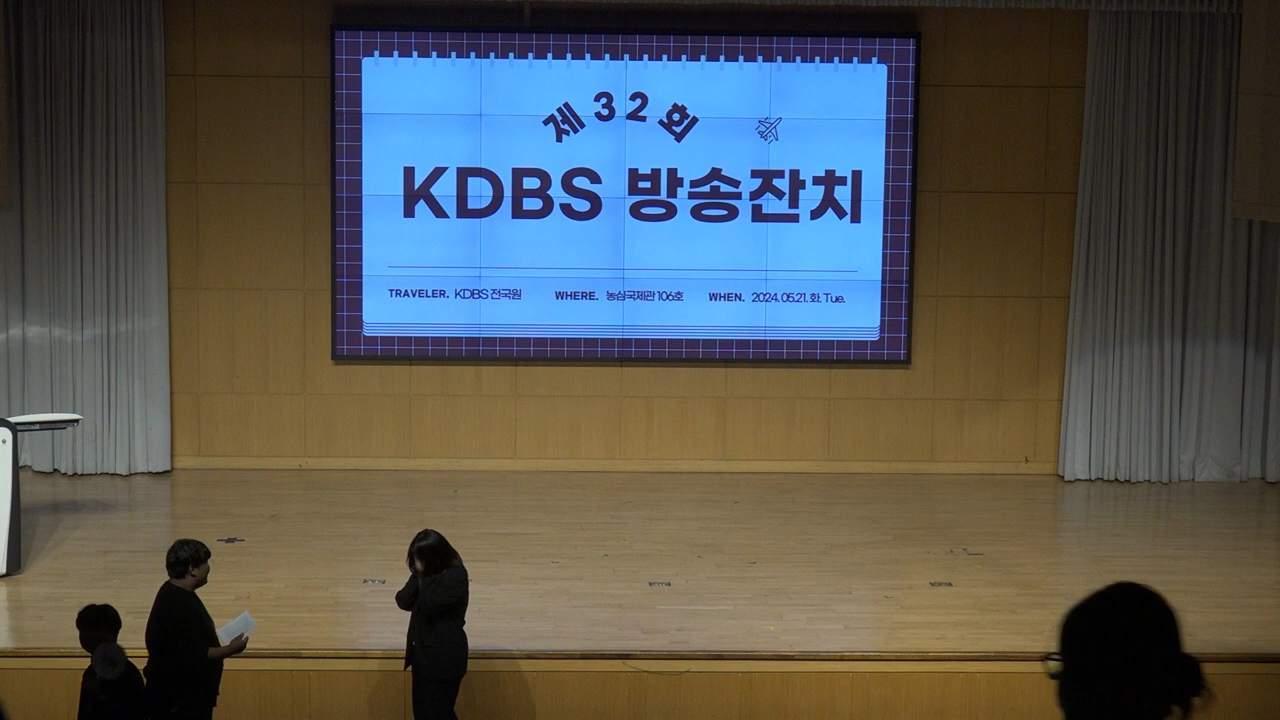 제32회
KDBS 방송잔치
TRAVELER. KDBS 전국원 WHERE. 농심국제관 106호 WHEN. 2024. 05.21. 화. Tue.